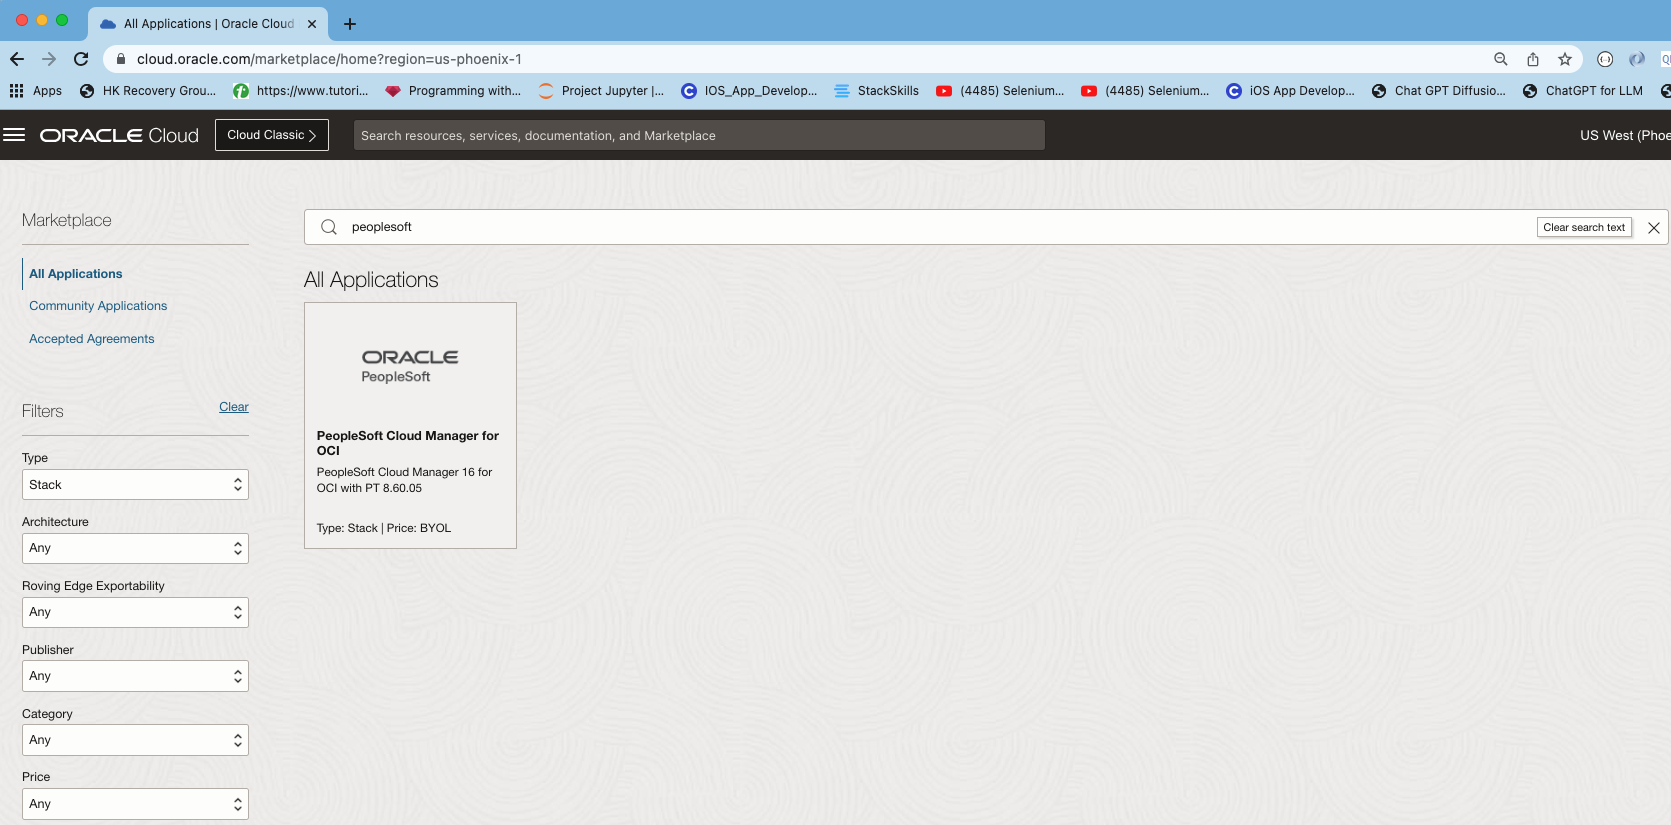 All Applications | Oracle Cloud
cloud.oracle.com/marketplace/home?region=us-phoenix-1
Apps
HK Recovery Grou...
https://www.tutori...
Programming with...
Project Jupyter |...
IOS_App_Develop...
StackSkills
(4485) Selenium...
(4485) Selenium...
iOS App Develop...
Chat GPT Diffusio...
ChatGPT for LLM
ORACLE Cloud
Cloud Classic
Search resources, services, documentation, and Marketplace
US West (Phoe
Marketplace
All Applications
Community Applications
Accepted Agreements
Filters
Clear
Type
Stack
Architecture
Any
Roving Edge Exportability
Any
Publisher
Any
Category
Any
Price
Any
peoplesoft
Clear search text
All Applications
ORACLE
PeopleSoft
PeopleSoft Cloud Manager for
OCI
PeopleSoft Cloud Manager 16 for
OCI with PT 8.60.05
Type: Stack | Price: BYOL